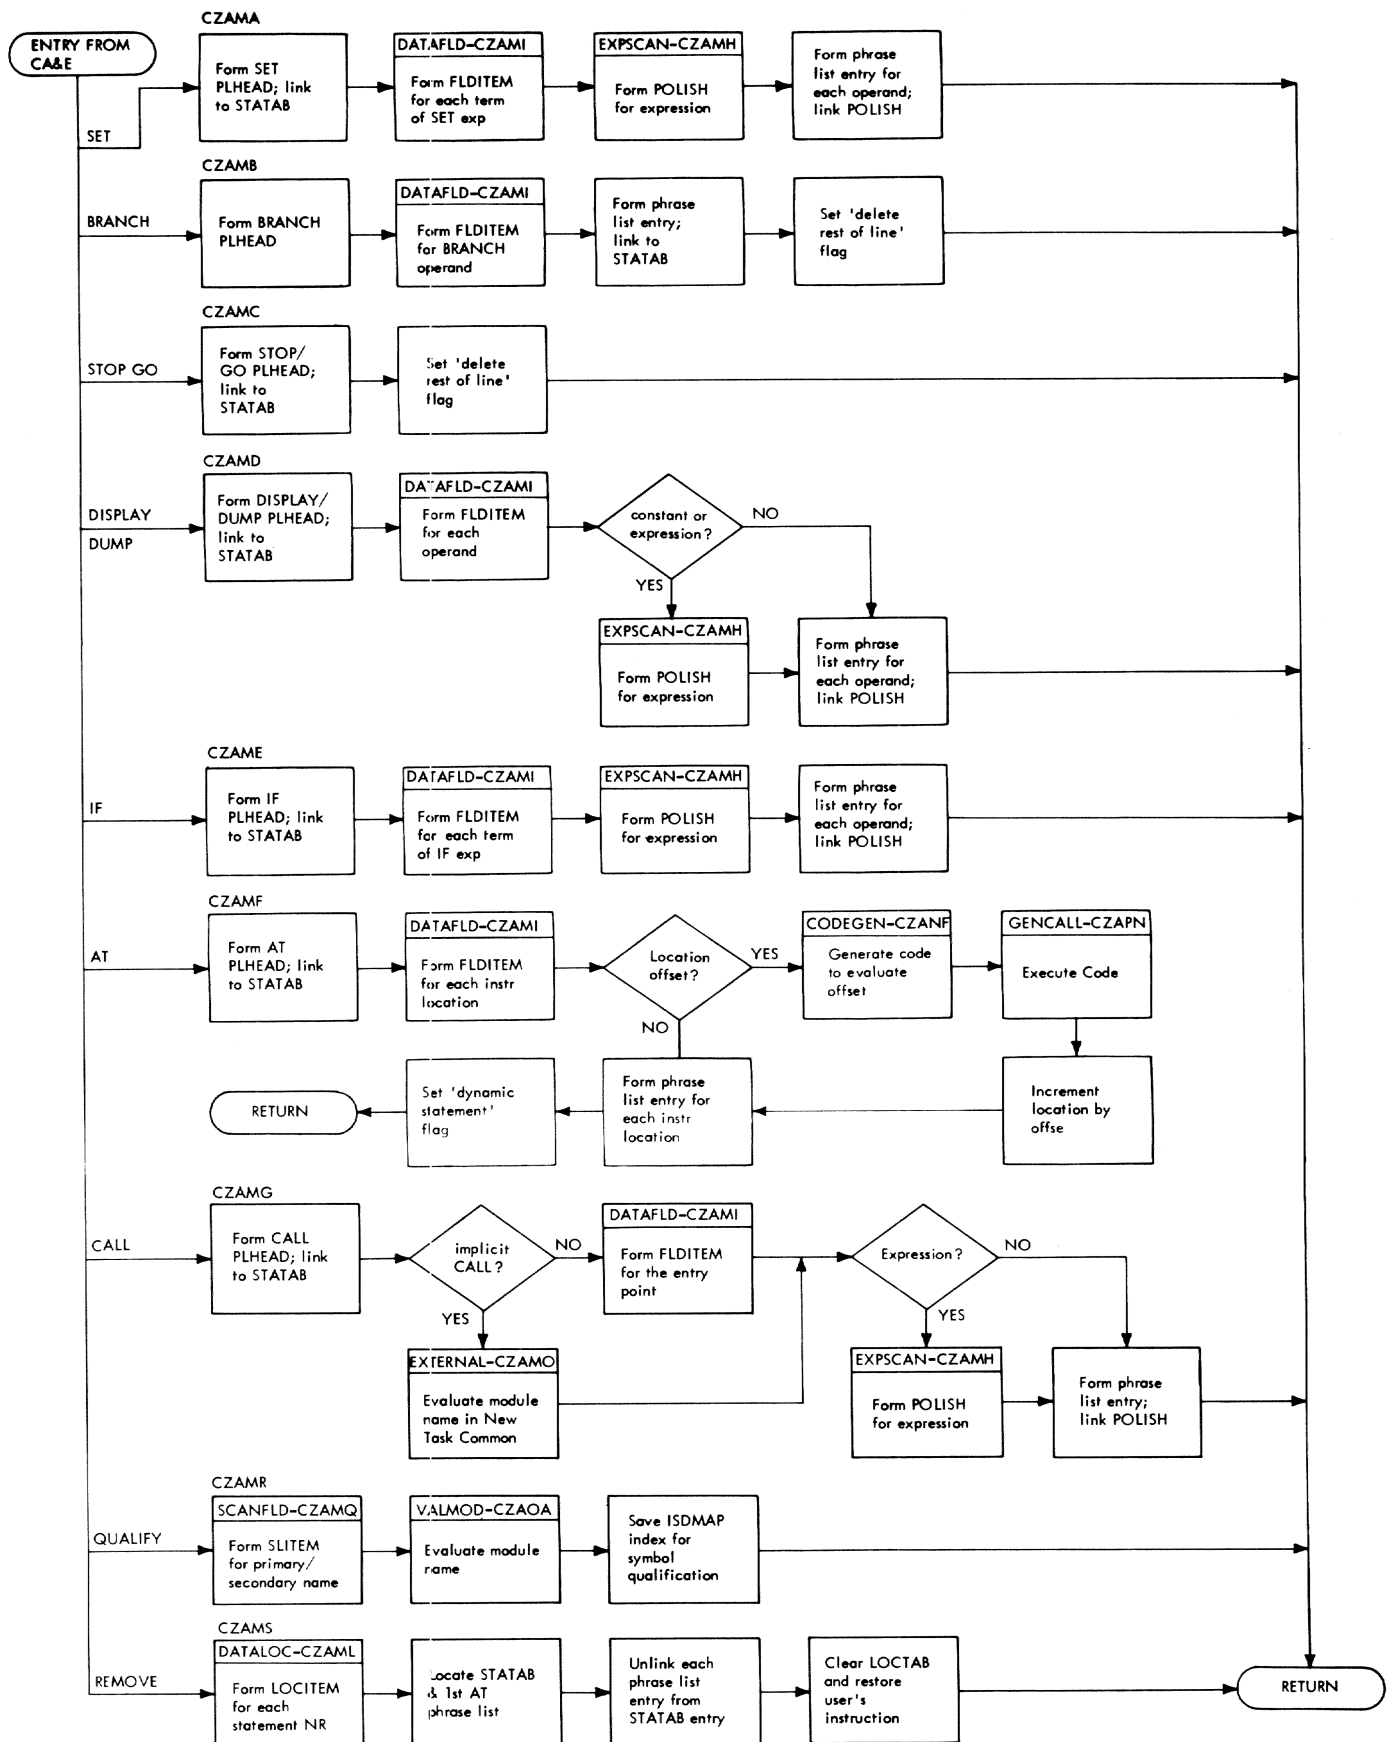 CZAMA
ENTRY FROM
CA&E
Form SET
PLHEAD; link
to STATAB
DATAFLD-CZAMI
Form FLDITEM
for each term
of SET exp
EXPSCAN-CZAMH
Form POLISH
for expression
Form phrase
list entry for
each operand;
link POLISH
SET
CZAMB
BRANCH
Form BRANCH
PLHEAD
DATAFLD-CZAMI
Form FLDITEM
for BRANCH
operand
Form phrase
list entry;
link to
STATAB
Set 'delete
rest of line'
flag
CZAMC
STOP GO
Form STOP/
GO PLHEAD;
link to
STATAB
Set 'delete
rest of line'
flag
CZAMD
DISPLAY
DUMP
Form DISPLAY/
DUMP PLHEAD;
link to
STATAB
DATAFLD-CZAMI
Form FLDITEM
for each
operand
constant or
expression?
NO
YES
EXPSCAN-CZAMH
Form POLISH
for expression
Form phrase
list entry for
each operand;
link POLISH
CZAME
IF
Form IF
PLHEAD; link
to STATAB
DATAFLD-CZAMI
Form FLDITEM
for each term
of IF exp
EXPSCAN-CZAMH
Form POLISH
for expression
Form phrase
list entry for
each operand;
link POLISH
CZAMF
AT
Form AT
PLHEAD; link
to STATAB
DATAFLD-CZAMI
Form FLDITEM
for each instr
location
Location
offset?
YES
NO
CODEGEN-CZANF
Generate code
to evaluate
offset
GENCALL-CZAPN
Execute Code
RETURN
Set 'dynamic
statement'
flag
Form phrase
list entry for
each instr
location
Increment
location by
offse
CZAMG
CALL
Form CALL
PLHEAD; link
to STATAB
implicit
CALL?
NO
YES
DATAFLD-CZAMI
Form FLDITEM
for the entry
point
Expression?
NO
YES
EXTERNAL-CZAMO
Evaluate module
name in New
Task Common
EXPSCAN-CZAMH
Form POLISH
for expression
Form phrase
list entry;
link POLISH
CZAMR
QUALIFY
SCANFLD-CZAMQ
Form SLITEM
for primary/
secondary name
VALMOD-CZAOA
Evaluate module
name
Save ISDMAP
index for
symbol
qualification
CZAMS
REMOVE
DATALOC-CZAML
Form LOCITEM
for each
statement NR
Locate STATAB
& 1st AT
phrase list
Unlink each
phrase list
entry from
STATAB entry
Clear LOCTAB
and restore
user's
instruction
RETURN